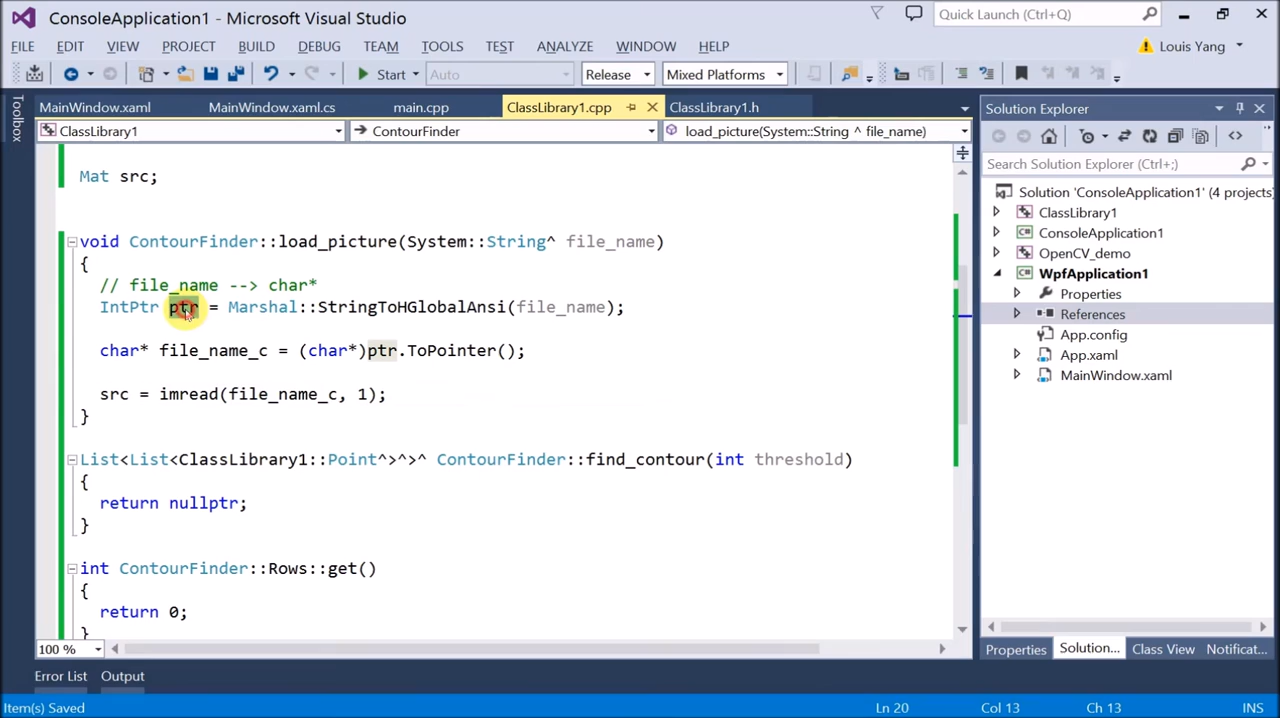 ConsoleApplication1 - Microsoft Visual Studio
Quick Launch (Ctrl+Q)
FILE EDIT VIEW PROJECT BUILD DEBUG TEAM TOOLS TEST ANALYZE WINDOW HELP
Louis Yang
Start Auto Release Mixed Platforms
Toolbox
MainWindow.xaml MainWindow.xaml.cs main.cpp ClassLibrary1.cpp ClassLibrary1.h
ClassLibrary1 ContourFinder load_picture(System::String ^ file_name)
Mat src;
void ContourFinder::load_picture(System::String^ file_name)
{
// file_name --> char*
IntPtr ptr = Marshal::StringToHGlobalAnsi(file_name);
char* file_name_c = (char*)ptr.ToPointer();
src = imread(file_name_c, 1);
}
List<List<ClassLibrary1::Point^>^>^ ContourFinder::find_contour(int threshold)
{
return nullptr;
}
int ContourFinder::Rows::get()
{
return 0;
}
100 %
Solution Explorer
Search Solution Explorer (Ctrl+;)
Solution 'ConsoleApplication1' (4 projects)
ClassLibrary1
ConsoleApplication1
OpenCV_demo
WpfApplication1
Properties
References
App.config
App.xaml
MainWindow.xaml
Properties Solution... Class View Notificat...
Error List Output
Item(s) Saved Ln 20 Col 13 Ch 13 INS